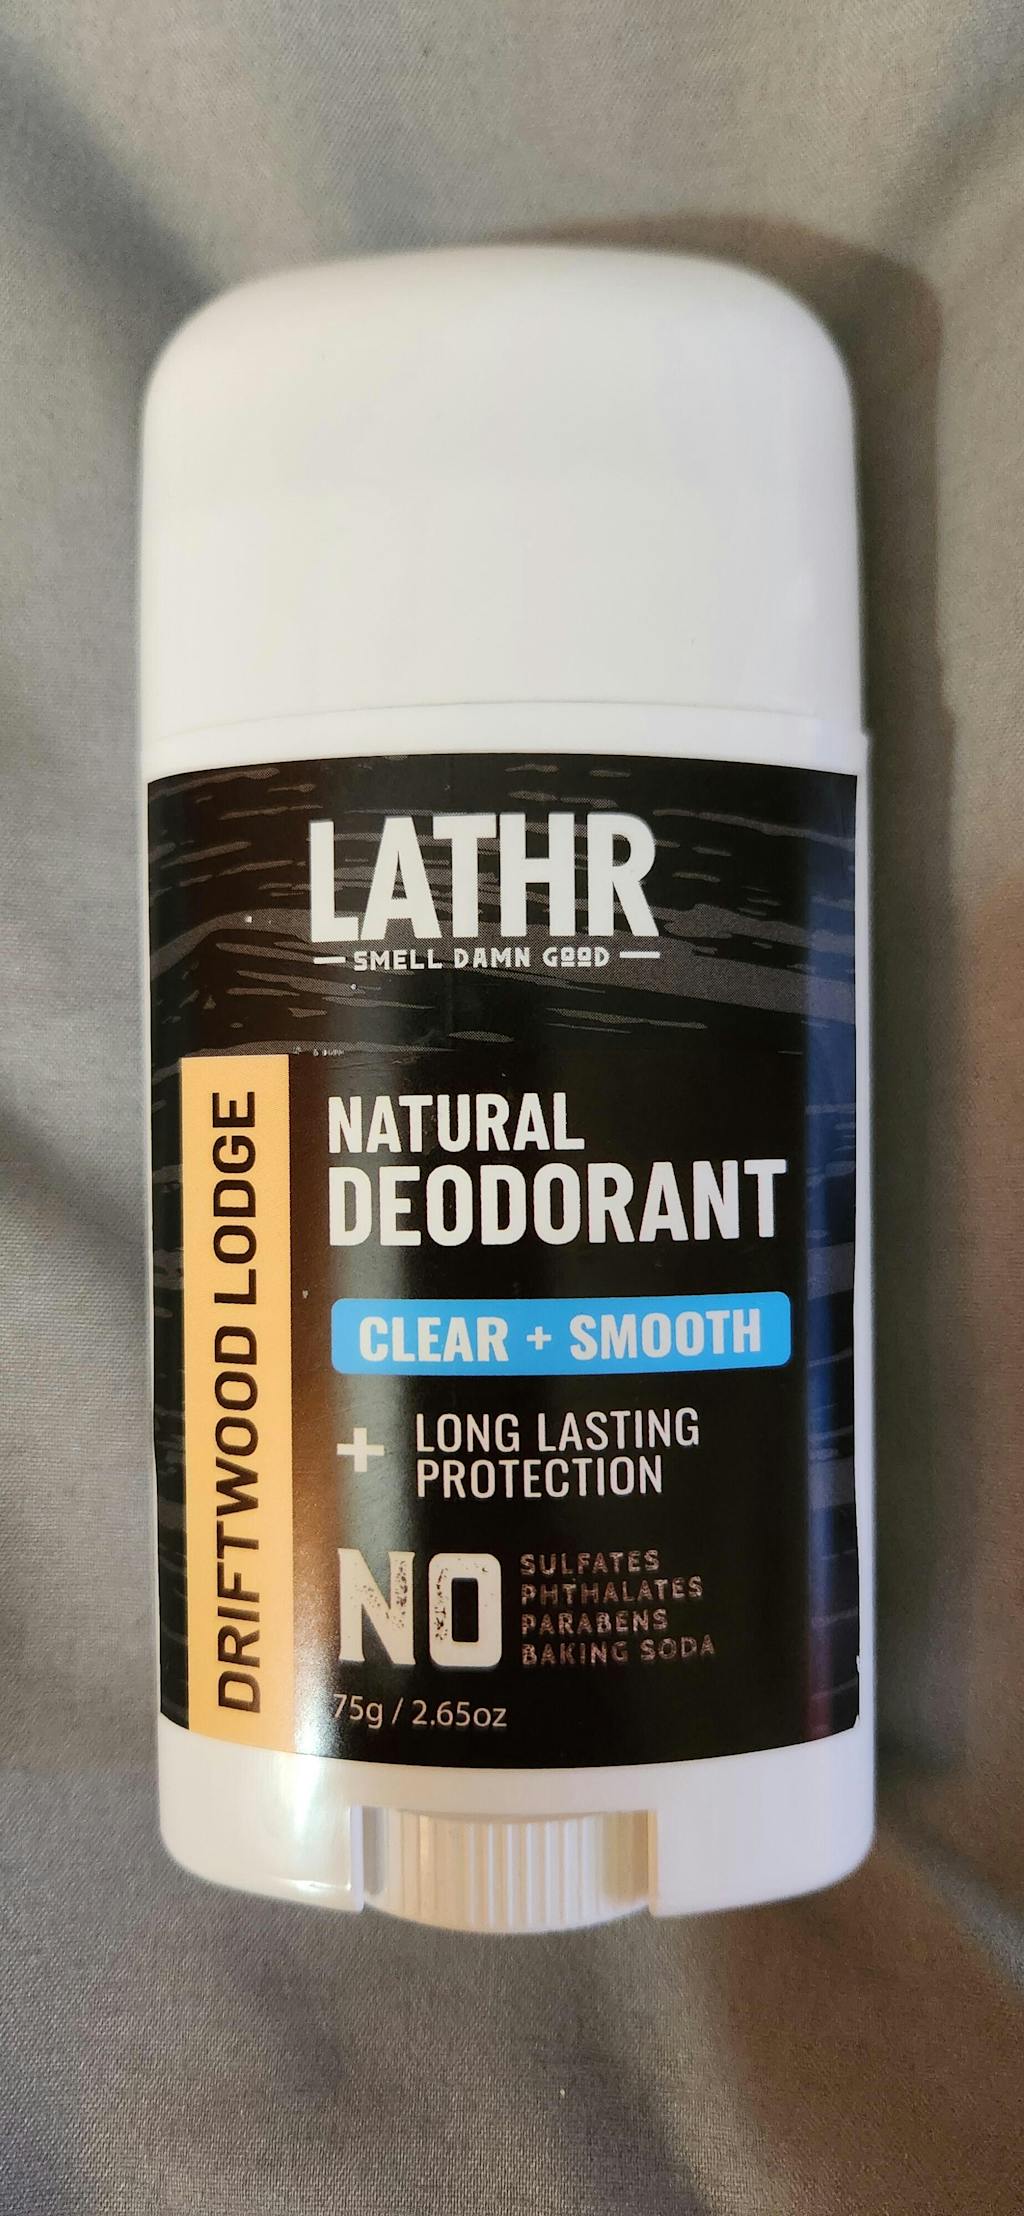 LATHR
SMELL DAMN GOOD
DRIFTWOOD LODGE
NATURAL
DEODORANT
CLEAR + SMOOTH
+ LONG LASTING
PROTECTION
NO
SULFATES
PHTHALATES
PARABENS
BAKING SODA
75g / 2.65oz